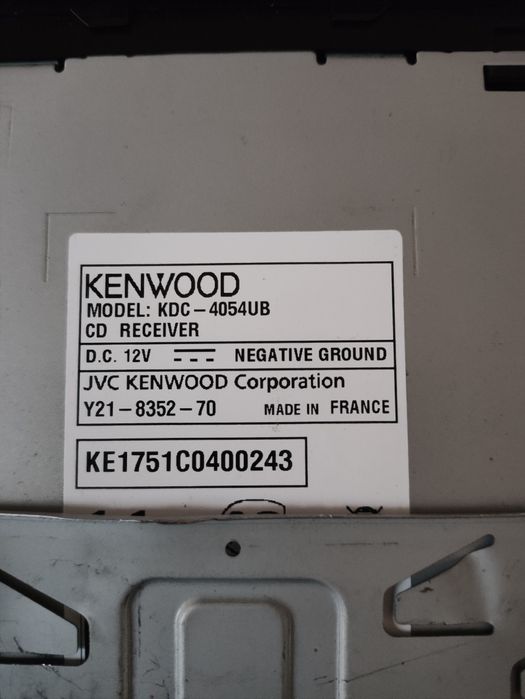 KENWOOD
MODEL: KDC-4054UB
CD RECEIVER
D.C. 12V NEGATIVE GROUND
JVC KENWOOD Corporation
Y21-8352-70 MADE IN FRANCE
KE1751C0400243